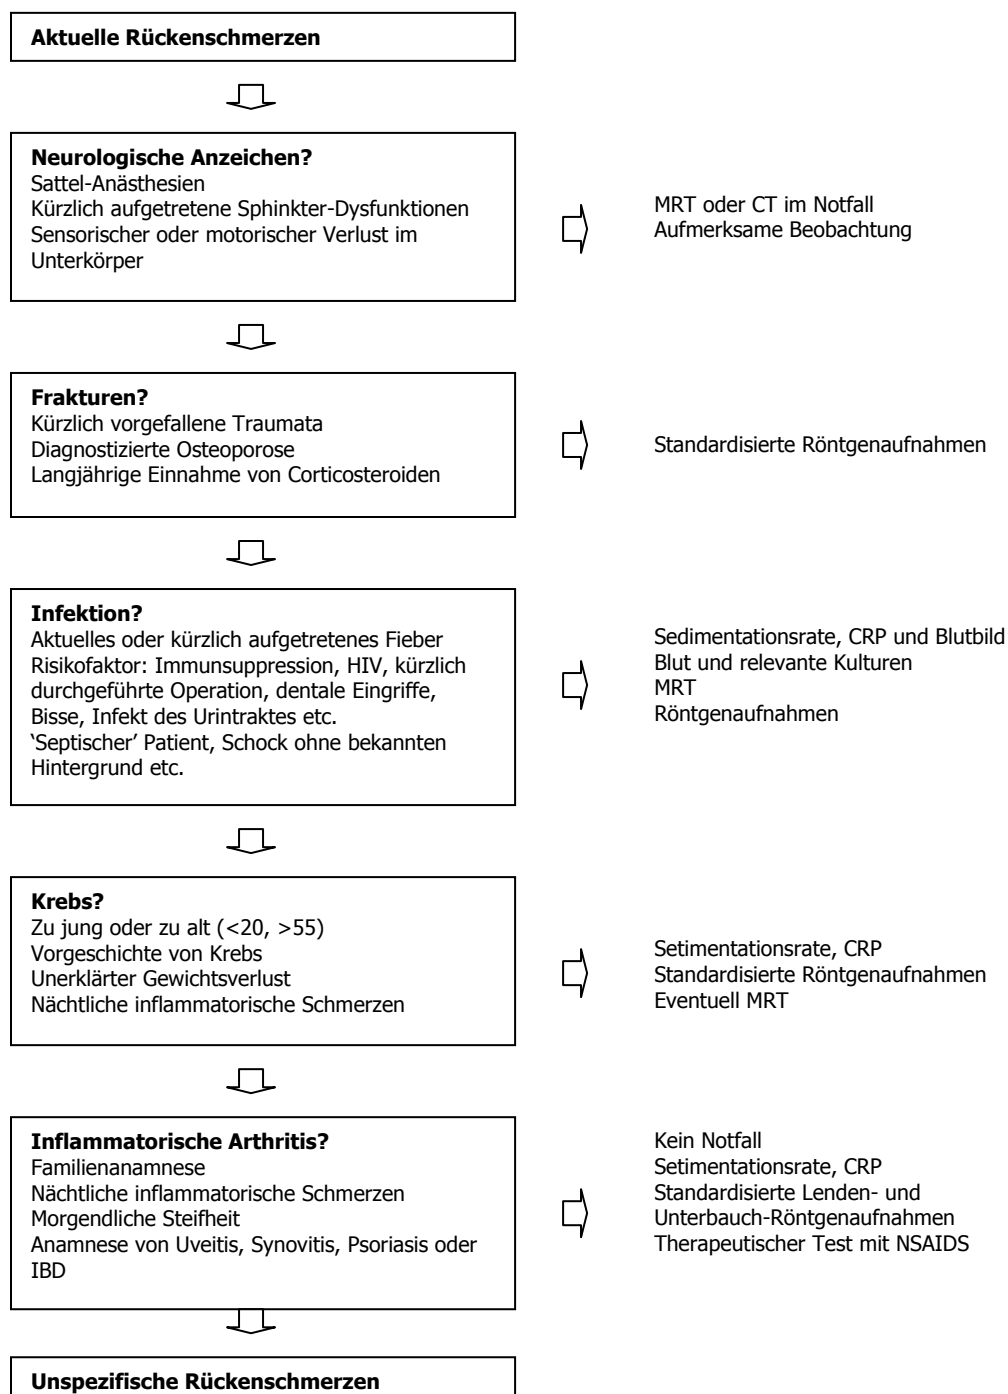 Aktuelle Rückenschmerzen
Neurologische Anzeichen?
Sattel-Anästhesien
Kürzlich aufgetretene Sphinkter-Dysfunktionen
Sensorischer oder motorischer Verlust im
Unterkörper
MRT oder CT im Notfall
Aufmerksame Beobachtung
Frakturen?
Kürzlich vorgefallene Traumata
Diagnostizierte Osteoporose
Langjährige Einnahme von Corticosteroiden
Standardisierte Röntgenaufnahmen
Infektion?
Aktuelles oder kürzlich aufgetretenes Fieber
Risikofaktor: Immunsuppression, HIV, kürzlich
durchgeführte Operation, dentale Eingriffe,
Bisse, Infekt des Urintraktes etc.
‘Septischer’ Patient, Schock ohne bekannten
Hintergrund etc.
Sedimentationsrate, CRP und Blutbild
Blut und relevante Kulturen
MRT
Röntgenaufnahmen
Krebs?
Zu jung oder zu alt (<20, >55)
Vorgeschichte von Krebs
Unerklärter Gewichtsverlust
Nächtliche inflammatorische Schmerzen
Setimentationsrate, CRP
Standardisierte Röntgenaufnahmen
Eventuell MRT
Inflammatorische Arthritis?
Familienanamnese
Nächtliche inflammatorische Schmerzen
Morgendliche Steifheit
Anamnese von Uveitis, Synovitis, Psoriasis oder
IBD
Kein Notfall
Setimentationsrate, CRP
Standardisierte Lenden- und
Unterbauch-Röntgenaufnahmen
Therapeutischer Test mit NSAIDS
Unspezifische Rückenschmerzen